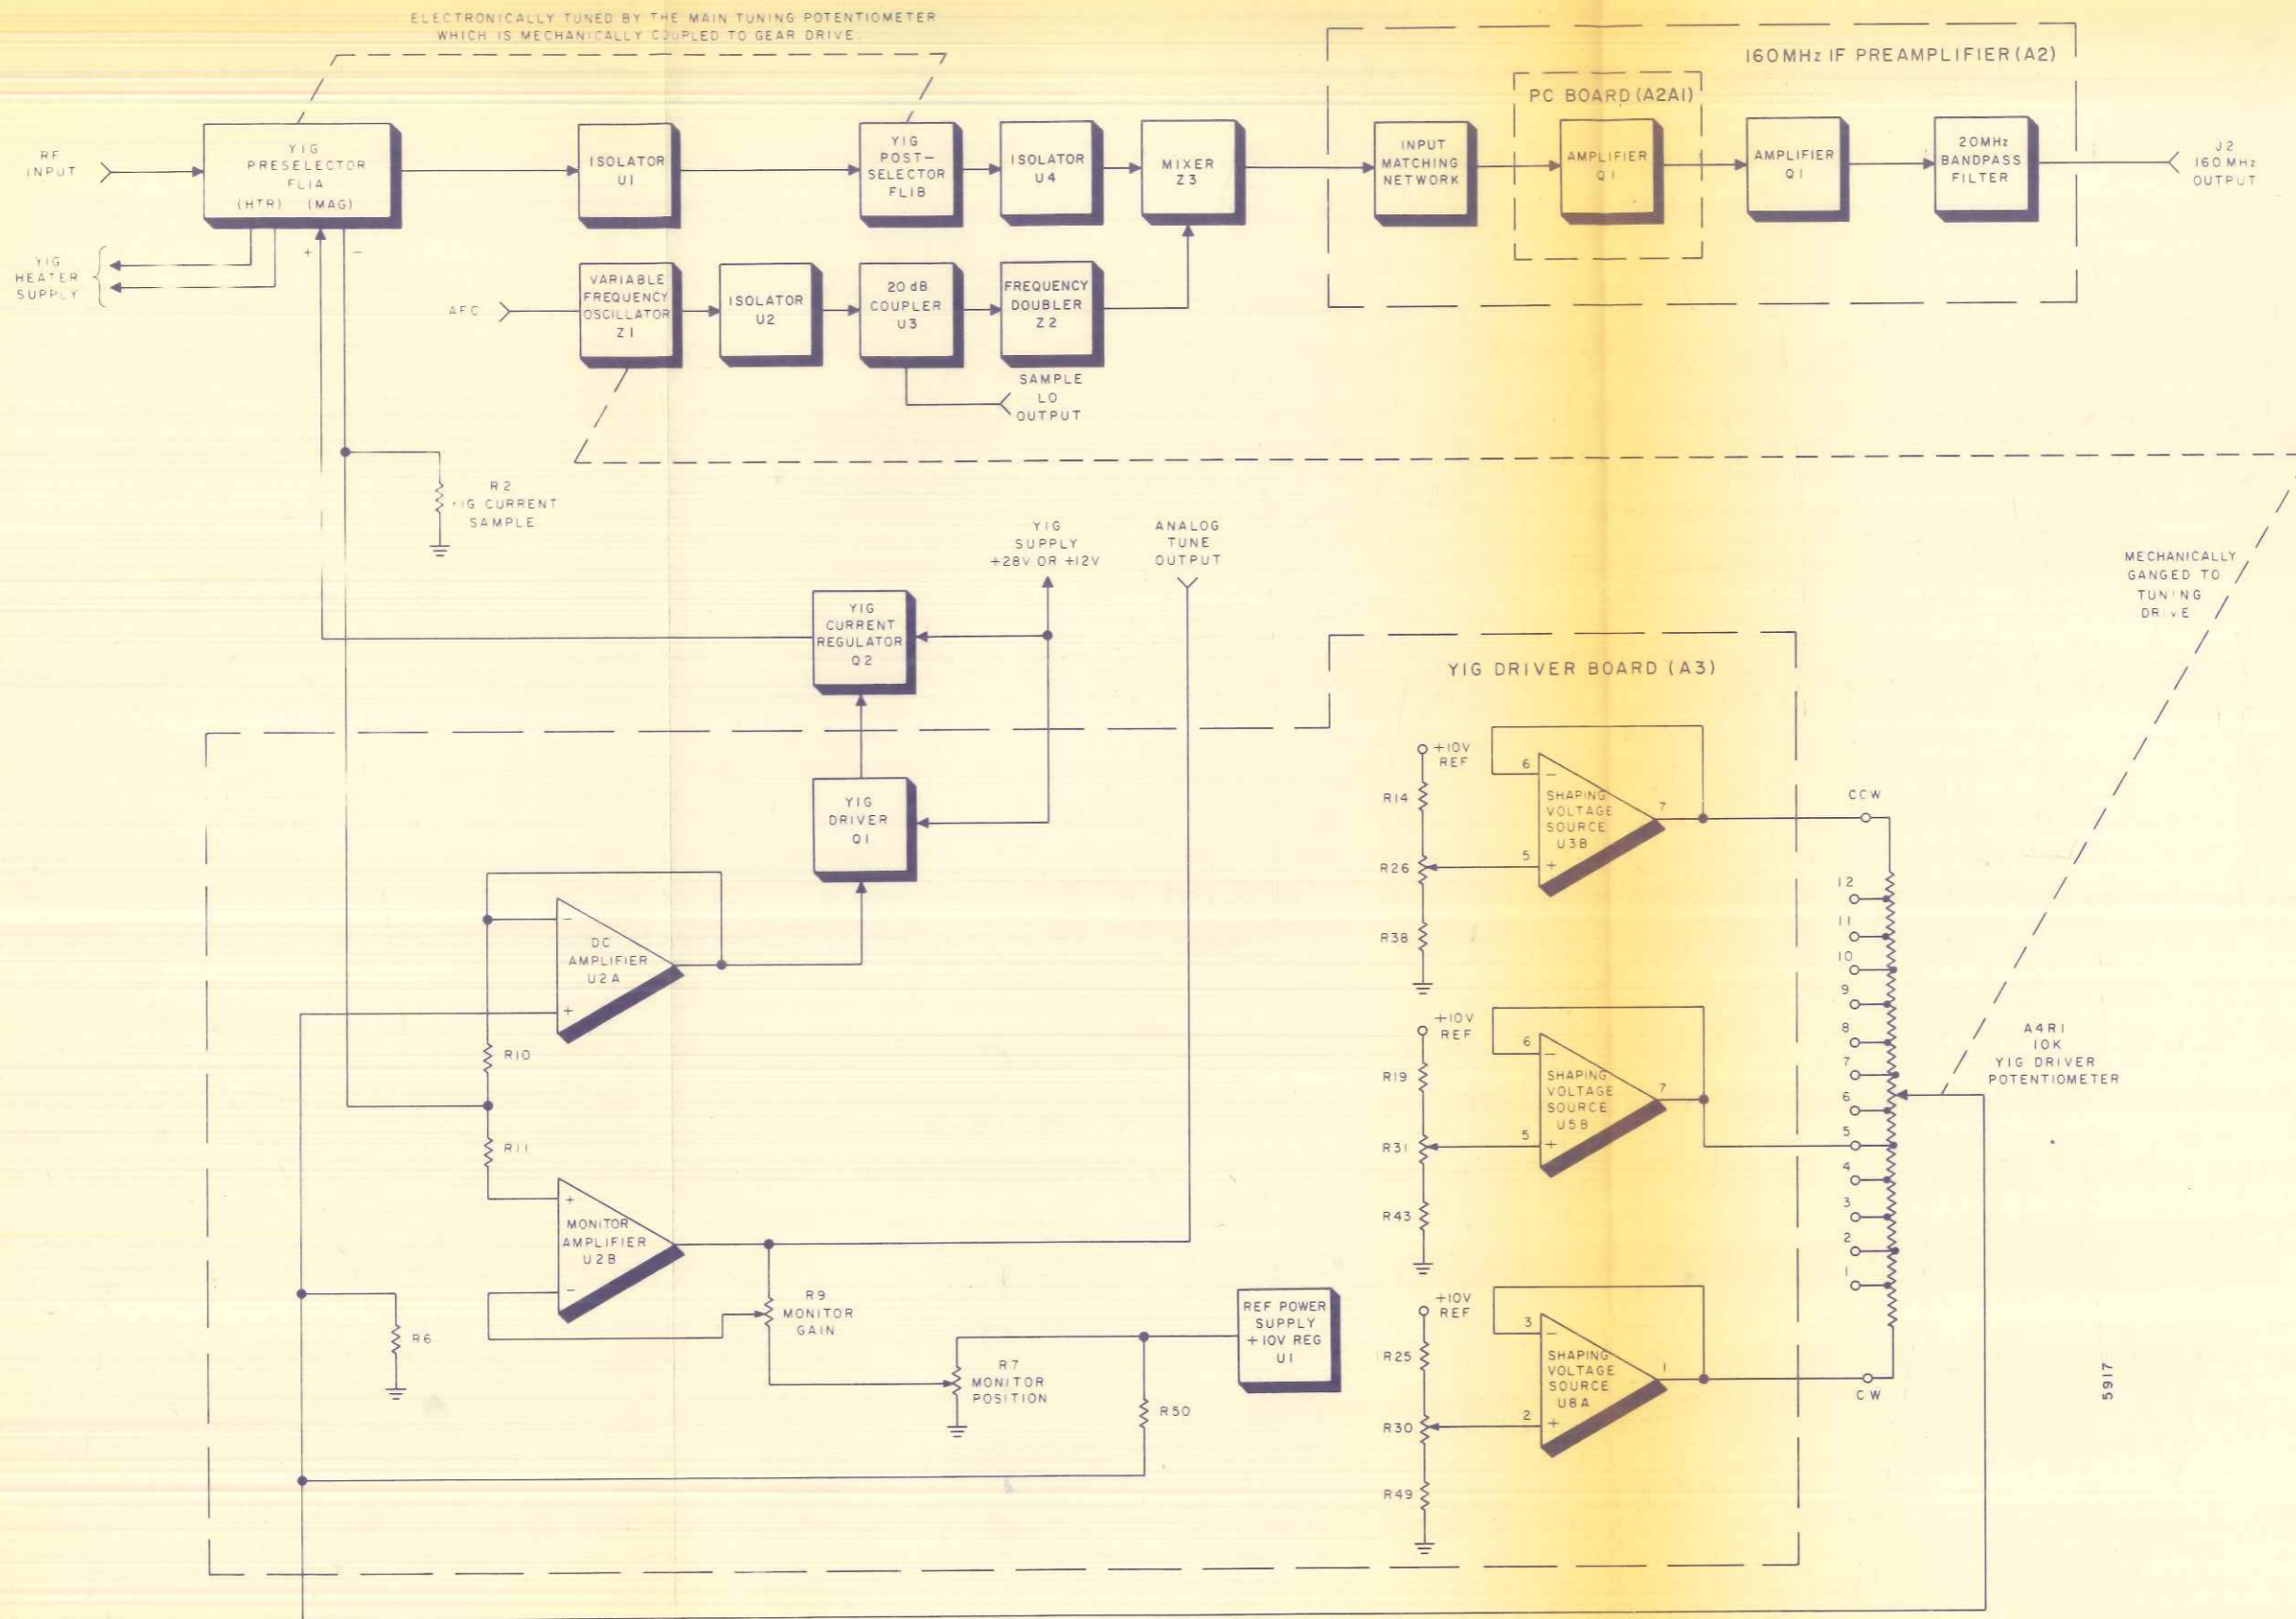 ELECTRONICALLY TUNED BY THE MAIN TUNING POTENTIOMETER
WHICH IS MECHANICALLY COUPLED TO GEAR DRIVE.
RF
INPUT
YIG
PRESELECTOR
FL1A
(HTR) (MAG)
+
-
YIG
HEATER
SUPPLY
ISOLATOR
U1
YIG
POST-
SELECTOR
FL1B
ISOLATOR
U4
MIXER
Z3
160MHz IF PREAMPLIFIER (A2)
PC BOARD (A2A1)
INPUT
MATCHING
NETWORK
AMPLIFIER
Q1
AMPLIFIER
Q1
20MHz
BANDPASS
FILTER
J2
160 MHz
OUTPUT
AFC
VARIABLE
FREQUENCY
OSCILLATOR
Z1
ISOLATOR
U2
20 dB
COUPLER
U3
FREQUENCY
DOUBLER
Z2
SAMPLE
LO
OUTPUT
R2
YIG CURRENT
SAMPLE
YIG
SUPPLY
+28V OR +12V
ANALOG
TUNE
OUTPUT
MECHANICALLY
GANGED TO
TUNING
DRIVE
YIG
CURRENT
REGULATOR
Q2
YIG DRIVER BOARD (A3)
YIG
DRIVER
Q1
-
DC
AMPLIFIER
U2A
+
R10
R11
+
MONITOR
AMPLIFIER
U2B
-
R6
R9
MONITOR
GAIN
R7
MONITOR
POSITION
REF POWER
SUPPLY
+10V REG
U1
R50
+10V
REF
R14
R26
R38
6
-
SHAPING
VOLTAGE
SOURCE
U3B
7
5
+
+10V
REF
R19
R31
R43
6
-
SHAPING
VOLTAGE
SOURCE
U5B
7
5
+
+10V
REF
R25
R30
R49
3
-
SHAPING
VOLTAGE
SOURCE
U8A
1
2
+
CCW
12
11
10
9
8
7
6
5
4
3
2
1
CW
A4R1
10K
YIG DRIVER
POTENTIOMETER
5917